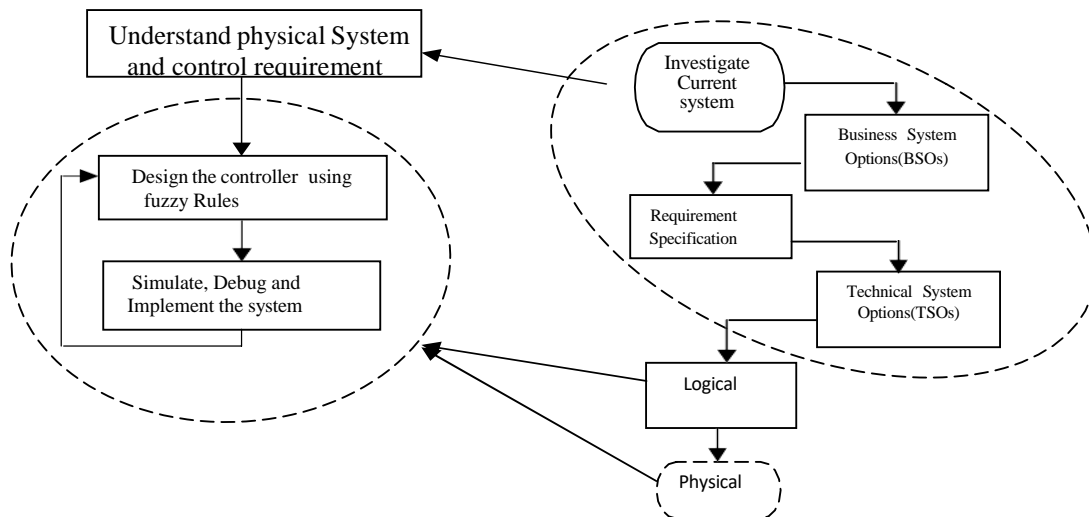 Understand physical System
and control requirement
Design the controller using
fuzzy Rules
Simulate, Debug and
Implement the system
Investigate
Current
system
Business System
Options(BSOs)
Requirement
Specification
Technical System
Options(TSOs)
Logical
Physical